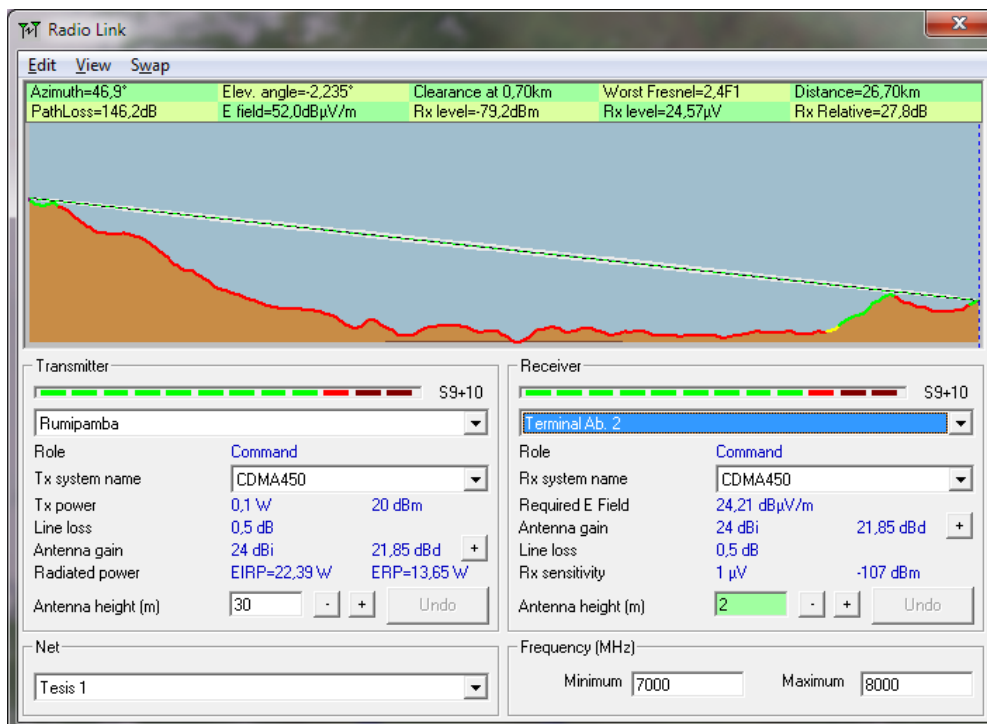 Radio Link
Edit View Swap
Azimuth=46,9° Elev. angle=-2,235° Clearance at 0,70km Worst Fresnel=2,4F1 Distance=26,70km
PathLoss=146,2dB E field=52,0dBµV/m Rx level=-79,2dBm Rx level=24,57µV Rx Relative=27,8dB
Transmitter
S9+10
Rumipamba
Role Command
Tx system name CDMA450
Tx power 0,1 W 20 dBm
Line loss 0,5 dB
Antenna gain 24 dBi 21,85 dBd +
Radiated power EIRP=22,39 W ERP=13,65 W
Antenna height (m) 30 - + Undo
Receiver
S9+10
Terminal Ab. 2
Role Command
Rx system name CDMA450
Required E Field 24,21 dBµV/m
Antenna gain 24 dBi 21,85 dBd +
Line loss 0,5 dB
Rx sensitivity 1 µV -107 dBm
Antenna height (m) 2 - + Undo
Net
Tesis 1
Frequency (MHz)
Minimum 7000 Maximum 8000